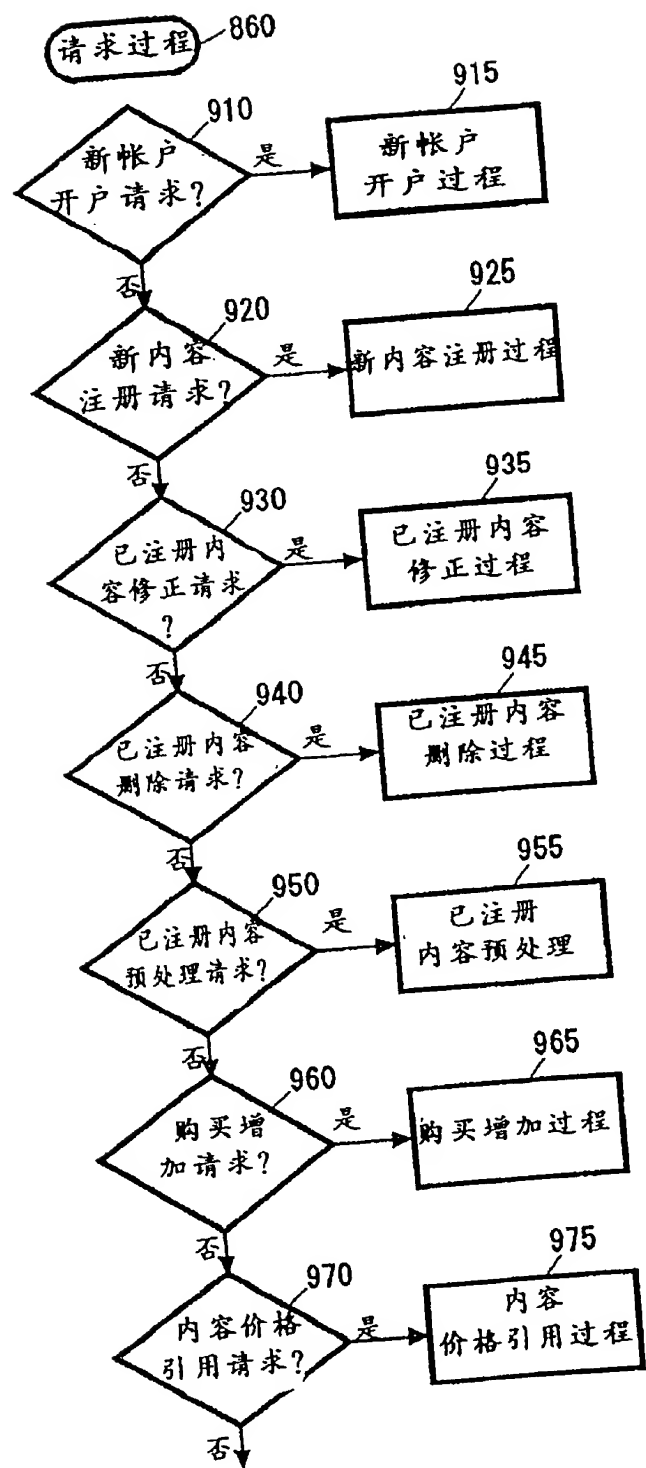 请求过程
860
910
新帐户
开户请求?
是
915
新帐户
开户过程
否
920
新内容
注册请求?
是
925
新内容注册过程
否
930
已注册内
容修正请求
?
是
935
已注册内容
修正过程
否
940
已注册内容
删除请求?
是
945
已注册内容
删除过程
否
950
已注册内容
预处理请求?
是
955
已注册
内容预处理
否
960
购买增
加请求?
是
965
购买增加过程
否
970
内容价格
引用请求?
是
975
内容
价格引用过程
否